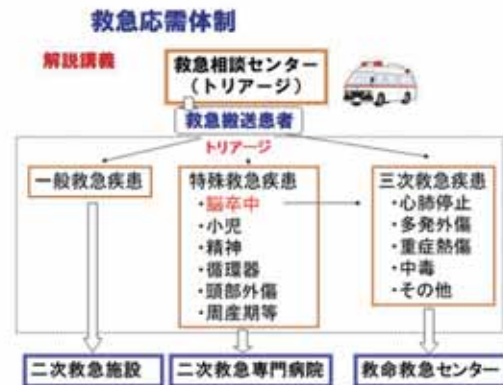 救急応需体制
解説講義
救急相談センター
（トリアージ）
救急搬送患者
トリアージ
一般救急疾患
特殊救急疾患
・脳卒中
・小児
・精神
・循環器
・頭部外傷
・周産期等
三次救急疾患
・心肺停止
・多発外傷
・重症熱傷
・中毒
・その他
二次救急施設
二次救急専門病院
救命救急センター